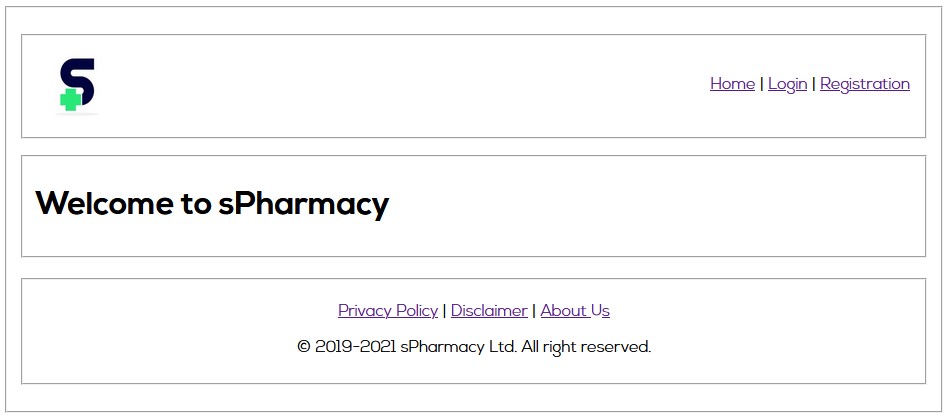 S
Home | Login | Registration
Welcome to sPharmacy
Privacy Policy | Disclaimer | About Us
© 2019-2021 sPharmacy Ltd. All right reserved.